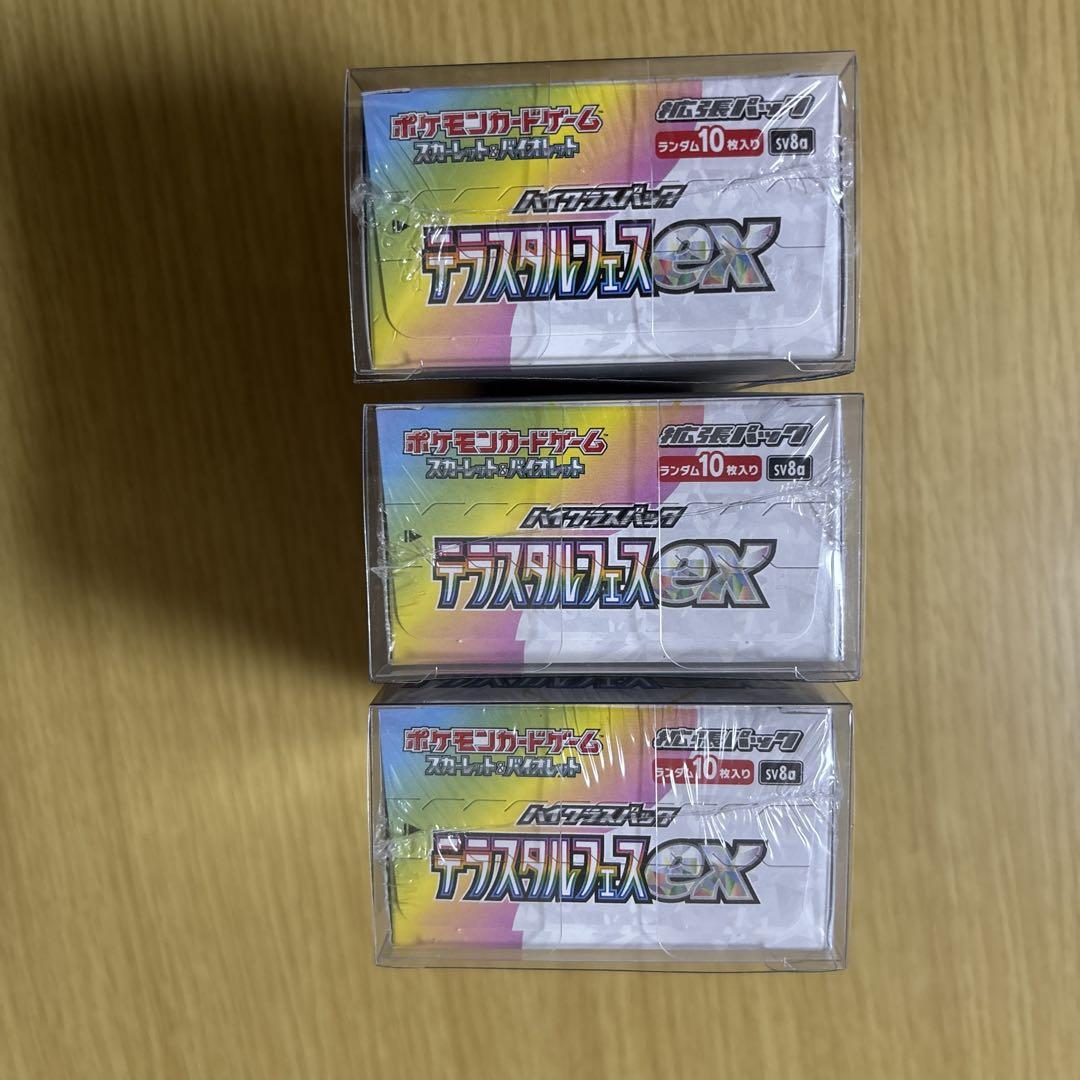 ポケモンカードゲーム
スカーレット&バイオレット
拡張パック
ランダム10枚入り sv8a
ハイクラスパック
テラスタルフェスex
ポケモンカードゲーム
スカーレット&バイオレット
拡張パック
ランダム10枚入り sv8a
ハイクラスパック
テラスタルフェスex
ポケモンカードゲーム
スカーレット&バイオレット
拡張パック
ランダム10枚入り sv8a
ハイクラスパック
テラスタルフェスex